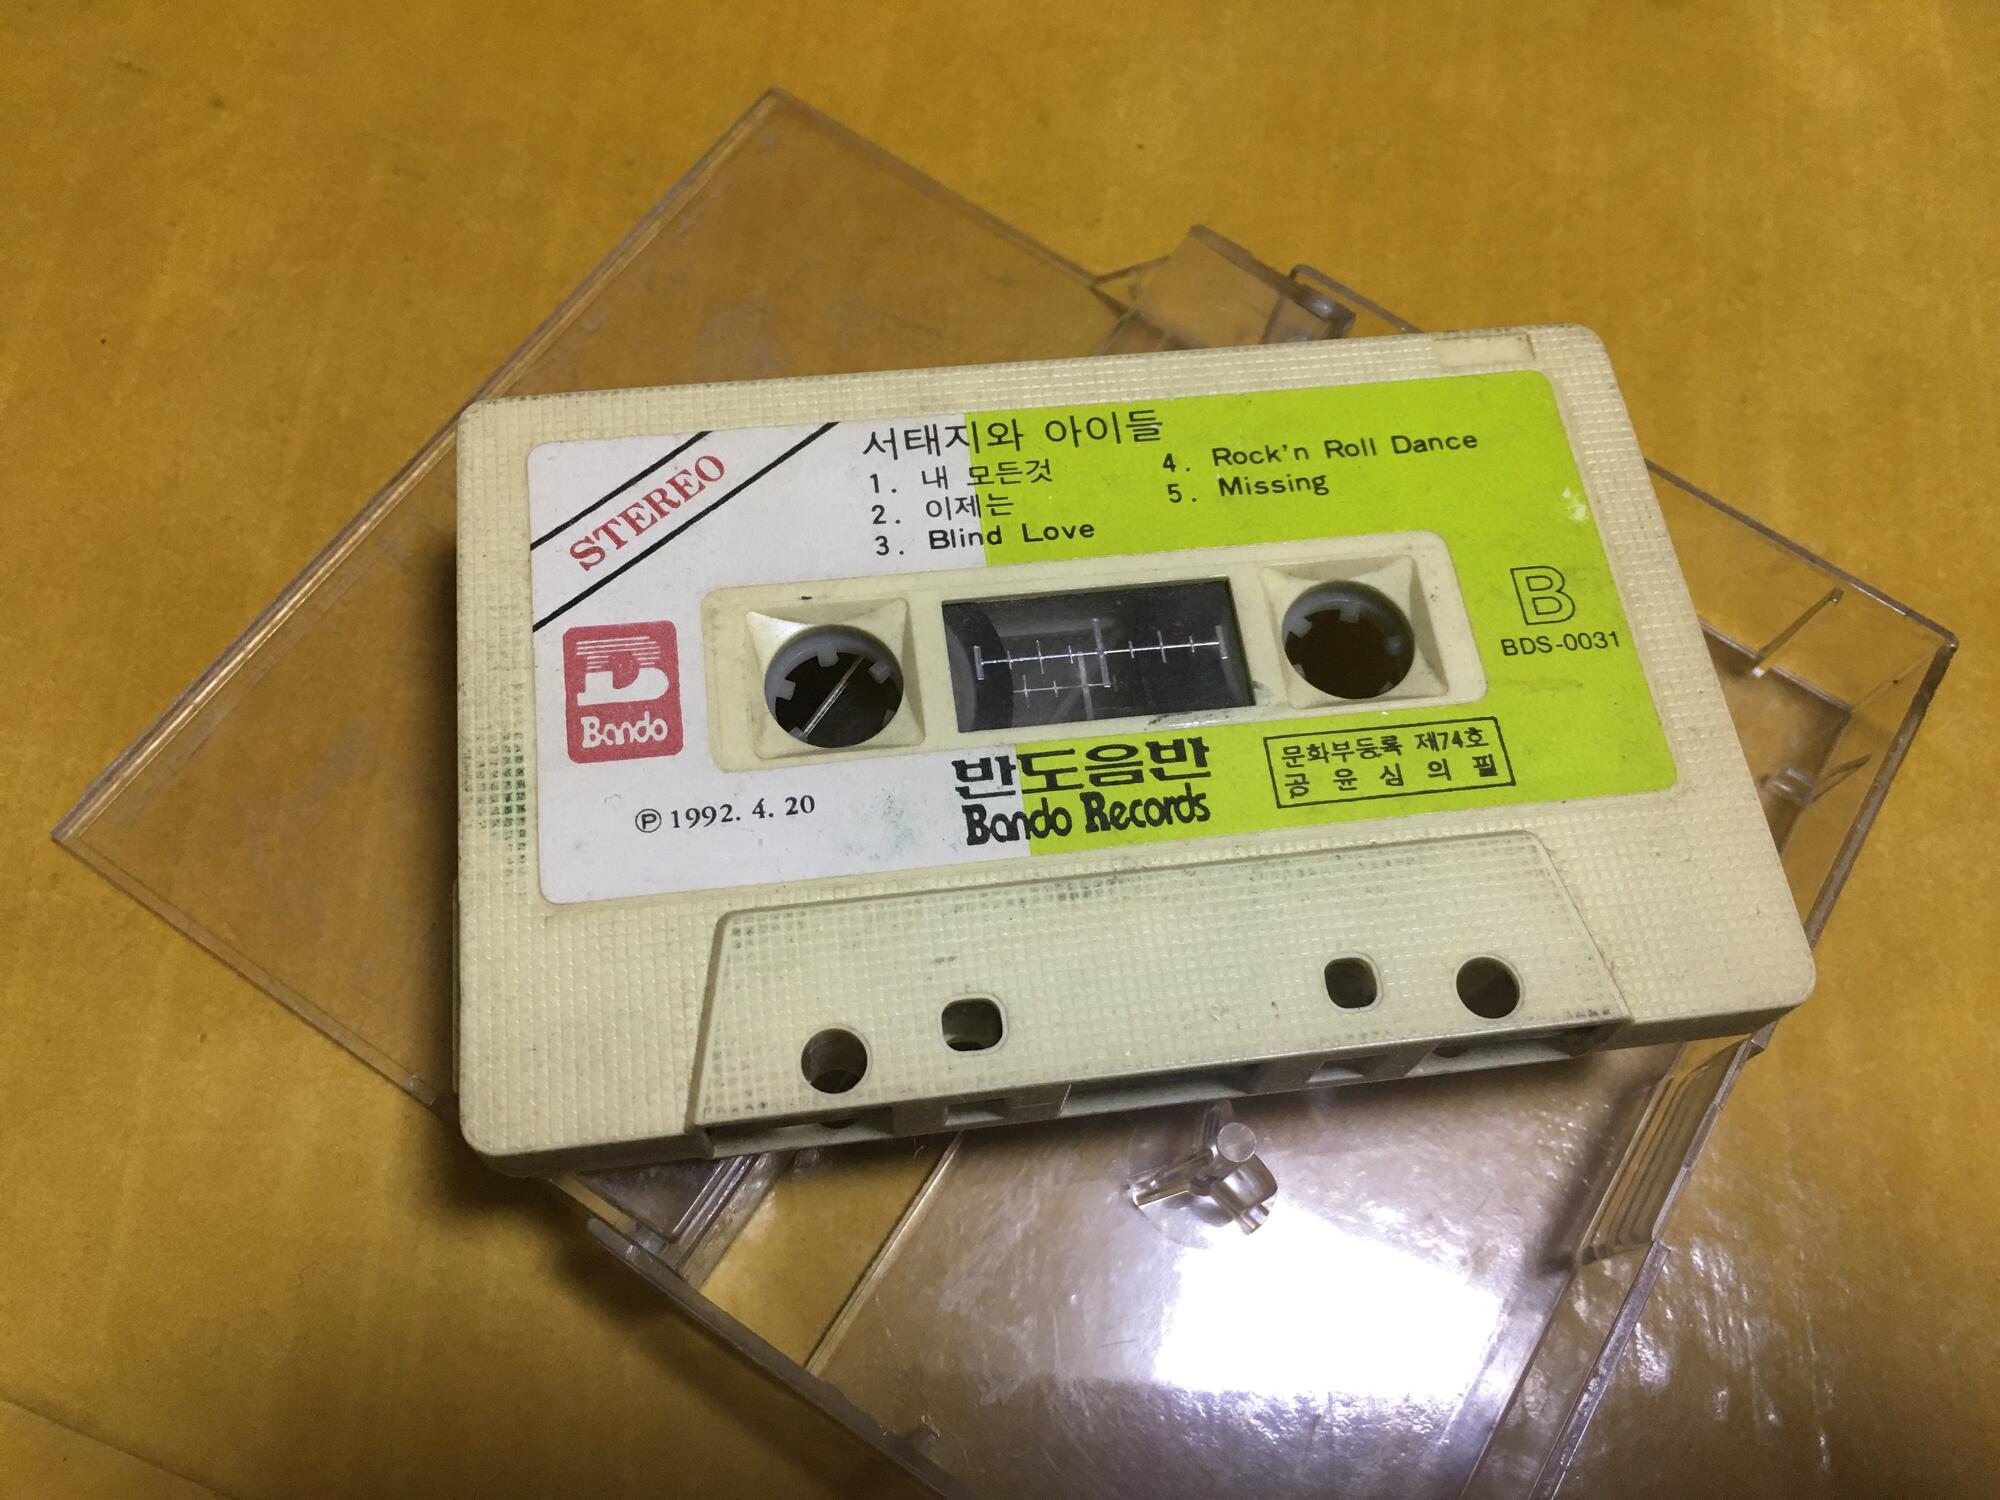 STEREO
서태지와 아이들
1. 내 모든것
2. 이제는
3. Blind Love
4. Rock'n Roll Dance
5. Missing
B
BDS-0031
Bando
Ⓟ 1992. 4. 20
반도음반
Bando Records
문화부등록 제74호
공 윤 심 의 필